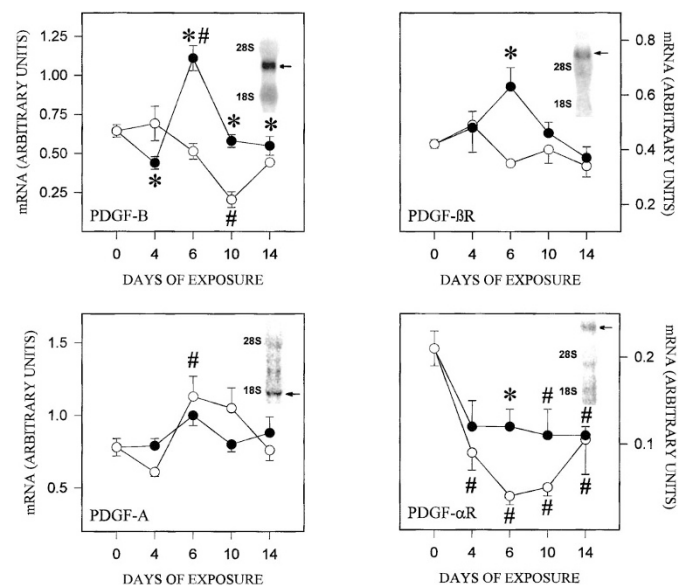 mRNA (ARBITRARY UNITS)
1.25
1.00
0.75
0.50
0.25
*#
*
*
*
#
28S
18S
PDGF-B
0 4 6 10 14
DAYS OF EXPOSURE
mRNA (ARBITRARY UNITS)
0.8
0.6
0.4
0.2
*
28S
18S
PDGF-ßR
0 4 6 10 14
DAYS OF EXPOSURE
mRNA (ARBITRARY UNITS)
1.5
1.0
0.5
#
28S
18S
PDGF-A
0 4 6 10 14
DAYS OF EXPOSURE
mRNA (ARBITRARY UNITS)
0.2
0.1
28S
18S
* # #
# # # #
PDGF-αR
0 4 6 10 14
DAYS OF EXPOSURE